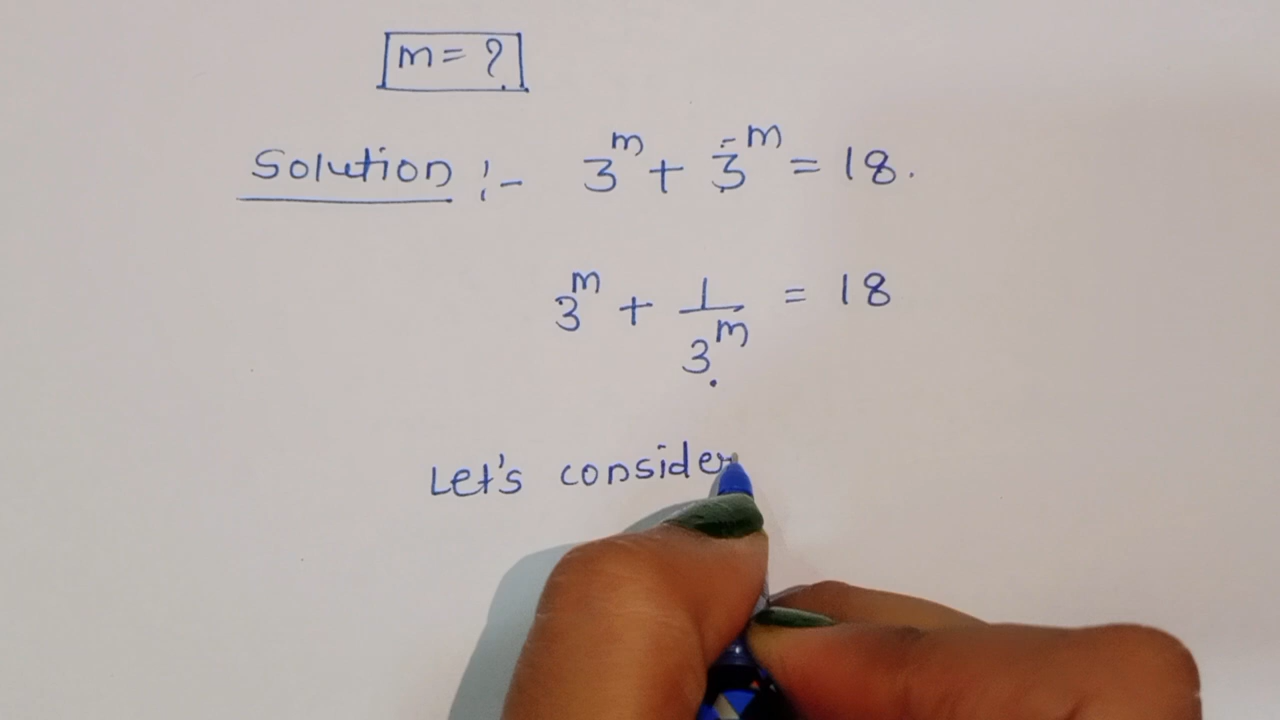 m = ?
Solution :- 3^m + 3^-m = 18.
3^m + 1/3^m = 18
Let's consider